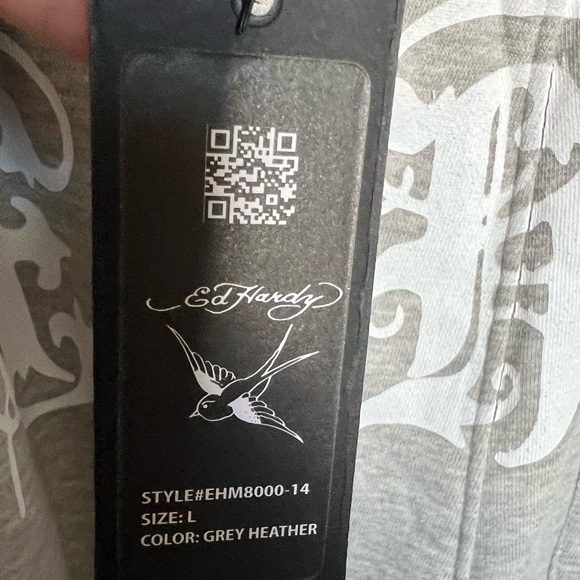 Ed Hardy
STYLE#EHM8000-14
SIZE: L
COLOR: GREY HEATHER